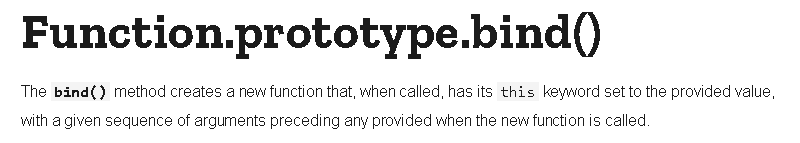 Function.prototype.bind()
The bind() method creates a new function that, when called, has its this keyword set to the provided value,
with a given sequence of arguments preceding any provided when the new function is called.